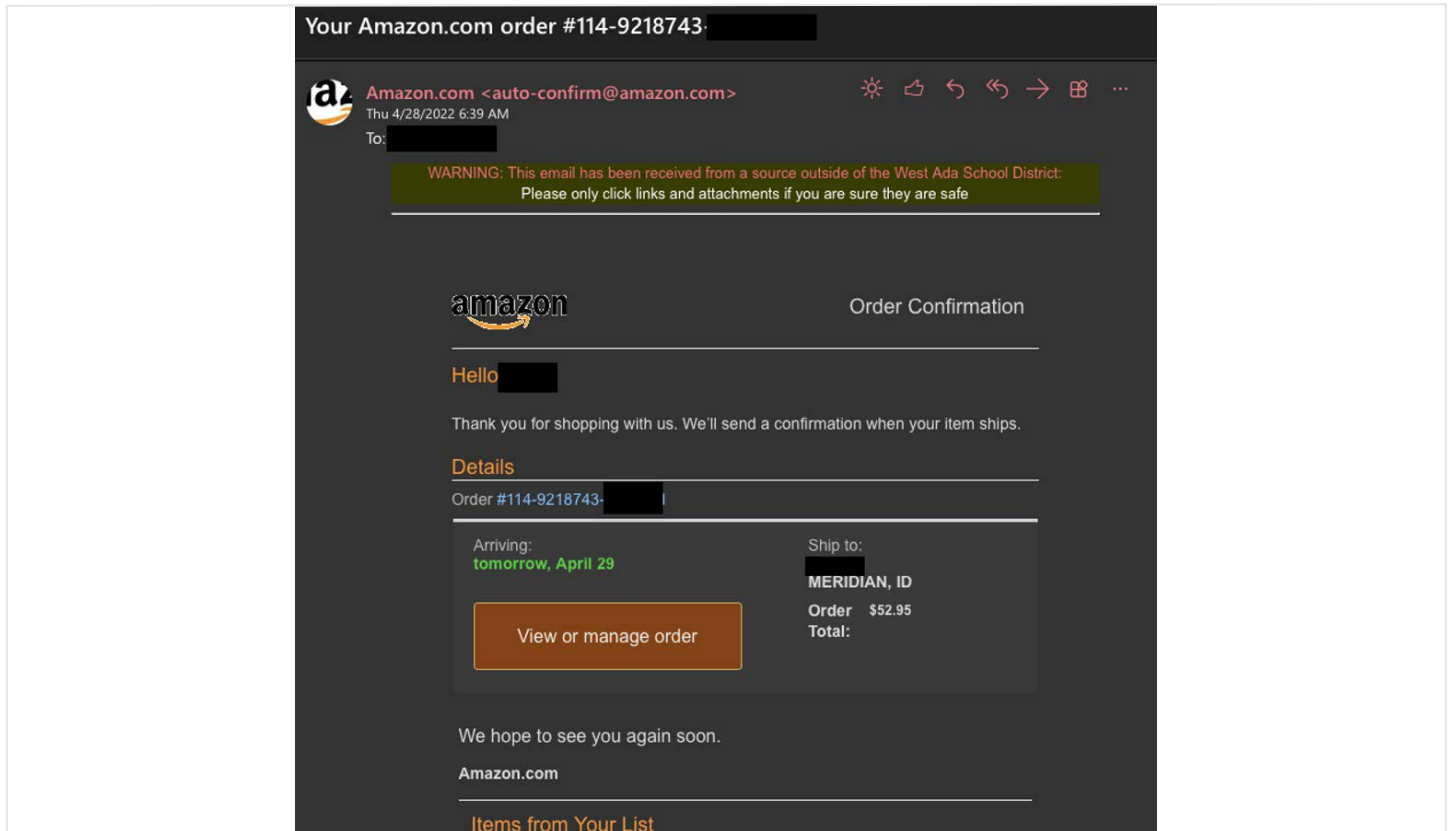 Your Amazon.com order #114-9218743-
Amazon.com <auto-confirm@amazon.com>
Thu 4/28/2022 6:39 AM
To:
WARNING: This email has been received from a source outside of the West Ada School District:
Please only click links and attachments if you are sure they are safe
amazon
Order Confirmation
Hello
Thank you for shopping with us. We'll send a confirmation when your item ships.
Details
Order #114-9218743-
Arriving:
tomorrow, April 29
View or manage order
Ship to:
MERIDIAN, ID
Order $52.95
Total:
We hope to see you again soon.
Amazon.com
Items from Your List